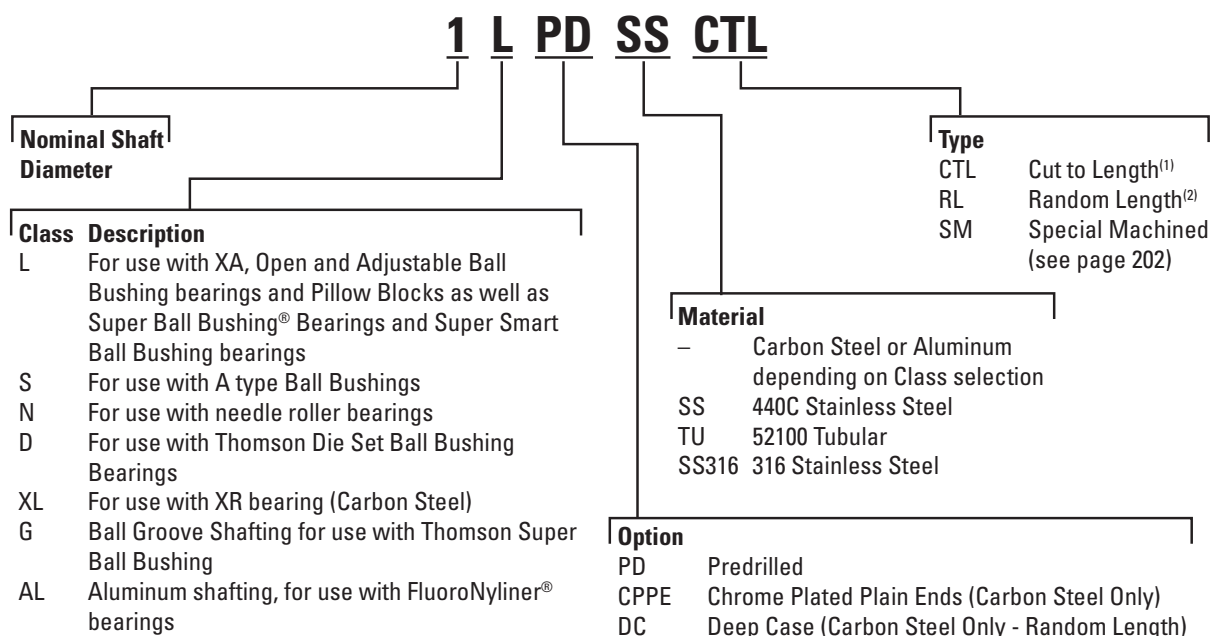 1 L PD SS CTL
Nominal Shaft
Diameter
Class Description
L For use with XA, Open and Adjustable Ball
Bushing bearings and Pillow Blocks as well as
Super Ball Bushing® Bearings and Super Smart
Ball Bushing bearings
S For use with A type Ball Bushings
N For use with needle roller bearings
D For use with Thomson Die Set Ball Bushing
Bearings
XL For use with XR bearing (Carbon Steel)
G Ball Groove Shafting for use with Thomson Super
Ball Bushing
AL Aluminum shafting, for use with FluoroNyliner®
bearings
Type
CTL Cut to Length(1)
RL Random Length(2)
SM Special Machined
(see page 202)
Material
– Carbon Steel or Aluminum
depending on Class selection
SS 440C Stainless Steel
TU 52100 Tubular
SS316 316 Stainless Steel
Option
PD Predrilled
CPPE Chrome Plated Plain Ends (Carbon Steel Only)
DC Deep Case (Carbon Steel Only - Random Length)